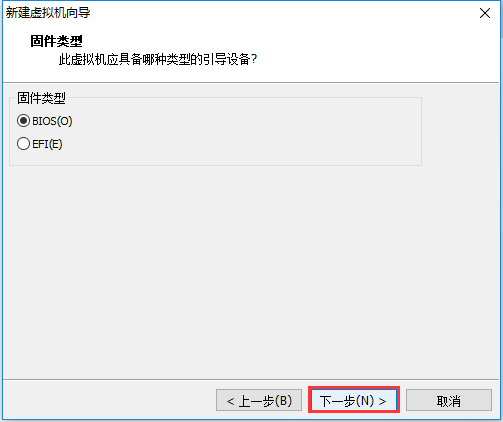 新建虚拟机向导
固件类型
此虚拟机应具备哪种类型的引导设备?
固件类型
BIOS(O)
EFI(E)
< 上一步(B)
下一步(N) >
取消